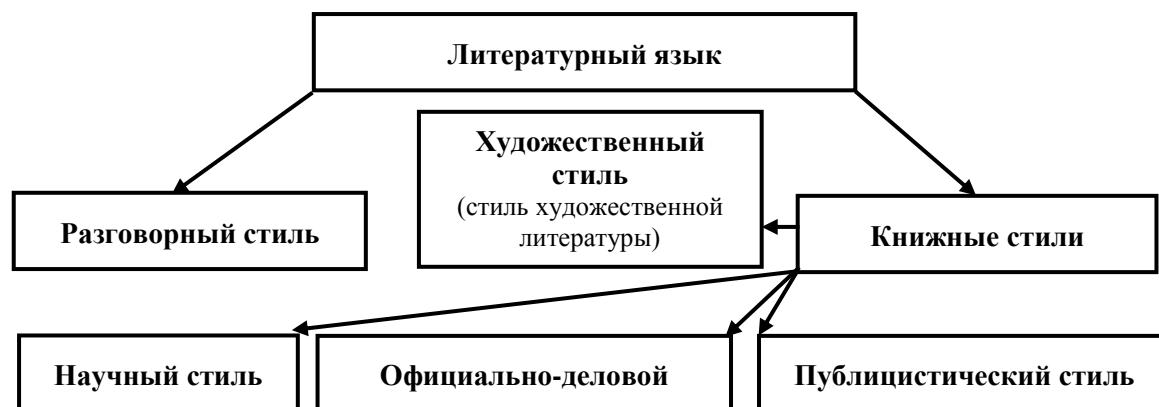 Литературный язык
Художественный
стиль
(стиль художественной
литературы)
Разговорный стиль
Книжные стили
Научный стиль
Официально-деловой
Публицистический стиль